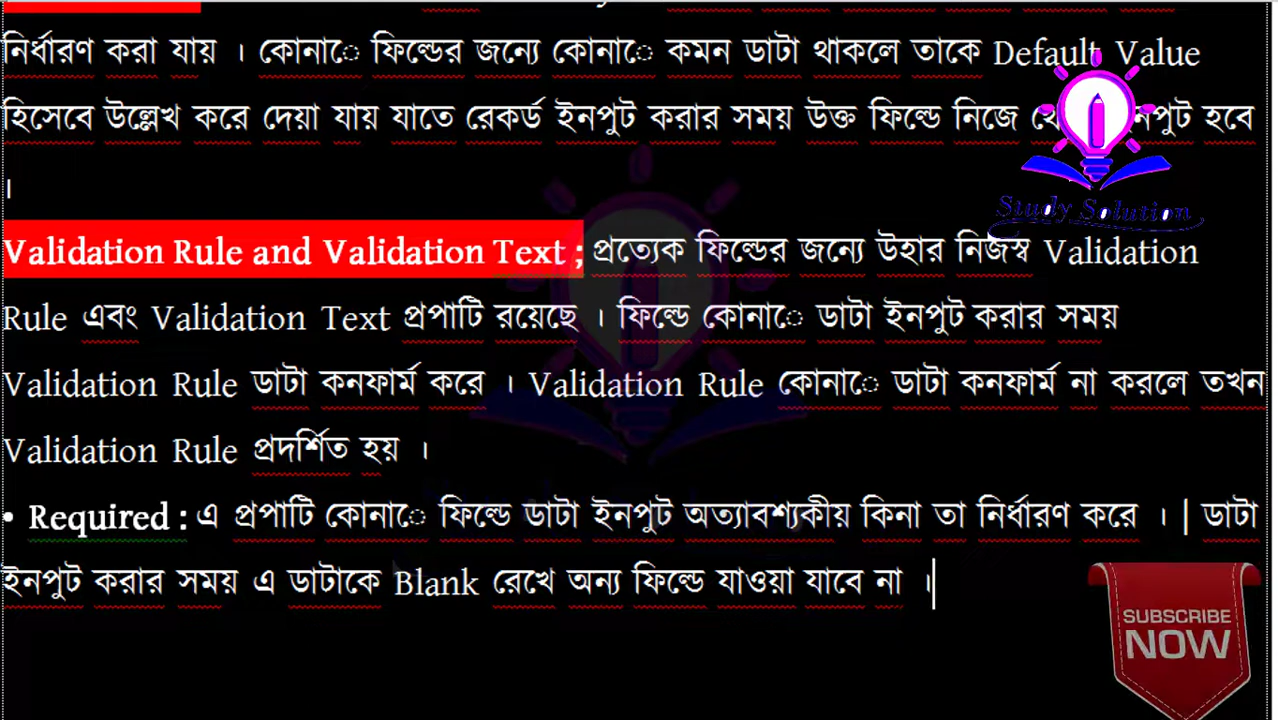 নির্ধারণ করা যায় । কোনাে ফিল্ডের জন্যে কোনাে কমন ডাটা থাকলে তাকে Default Value
হিসেবে উল্লেখ করে দেয়া যায় যাতে রেকর্ড ইনপুট করার সময় উক্ত ফিল্ডে নিজে ইনপুট হবে
।
Study Solution
Validation Rule and Validation Text ; প্রত্যেক ফিল্ডের জন্যে উহার নিজস্ব Validation
Rule এবং Validation Text প্রপাটি রয়েছে । ফিল্ডে কোনাে ডাটা ইনপুট করার সময়
Validation Rule ডাটা কনফার্ম করে । Validation Rule কোনাে ডাটা কনফার্ম না করলে তখন
Validation Rule প্রদর্শিত হয় ।
• Required : এ প্রপাটি কোনাে ফিল্ডে ডাটা ইনপুট অত্যাবশ্যকীয় কিনা তা নির্ধারণ করে । | ডাটা
ইনপুট করার সময় এ ডাটাকে Blank রেখে অন্য ফিল্ডে যাওয়া যাবে না ।
SUBSCRIBE
NOW